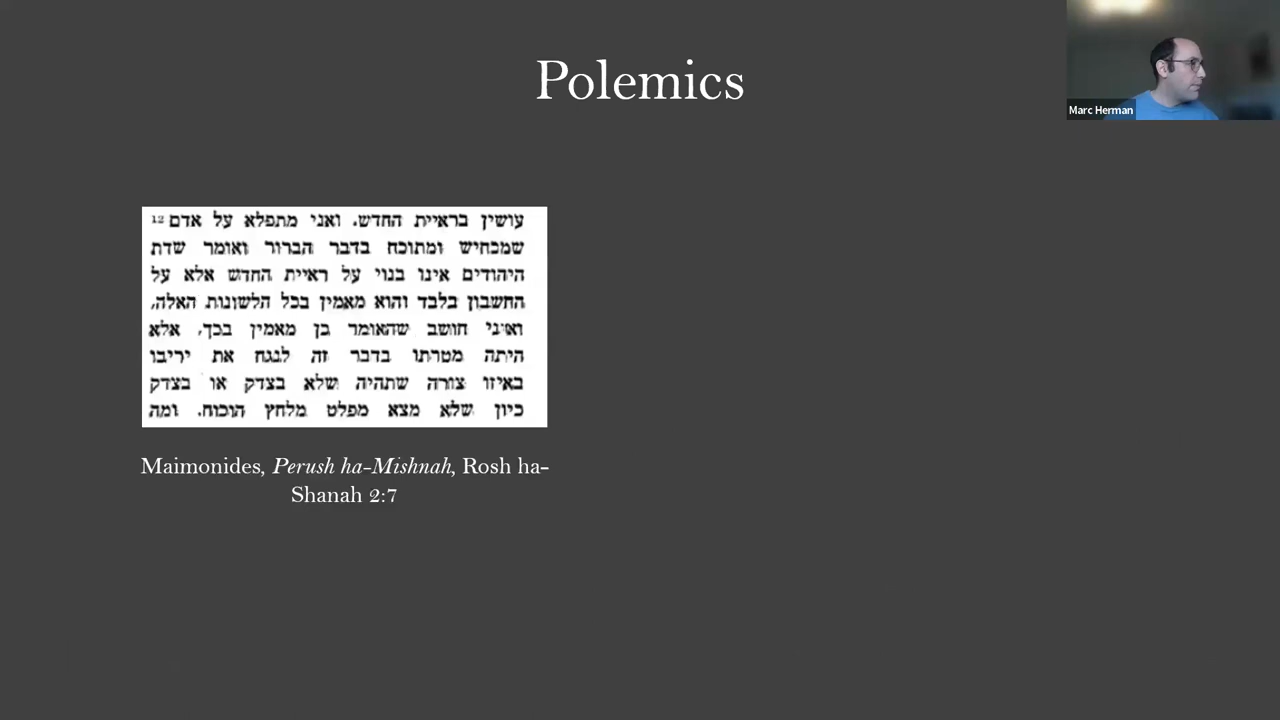 Polemics
Marc Herman
עושין בראיית החדש. ואני מתפלא על אדם 12
שמכחיש ומתוכח בדבר הברור ואומר שדת
היהודים אינו בנוי על ראיית החדש אלא על
החשבון בלבד והוא מאמין בכל הלשונות האלה,
ואיני חושב שהאומר בן מאמין בכך, אלא
היתה מטרתו בדבר זה לנגח את יריבו
באיזו צורה שתהיה שלא בצדק או בצדק
כיון שלא מצא מפלט מלחץ הוכוח. ומה
Maimonides, Perush ha-Mishnah, Rosh ha-
Shanah 2:7